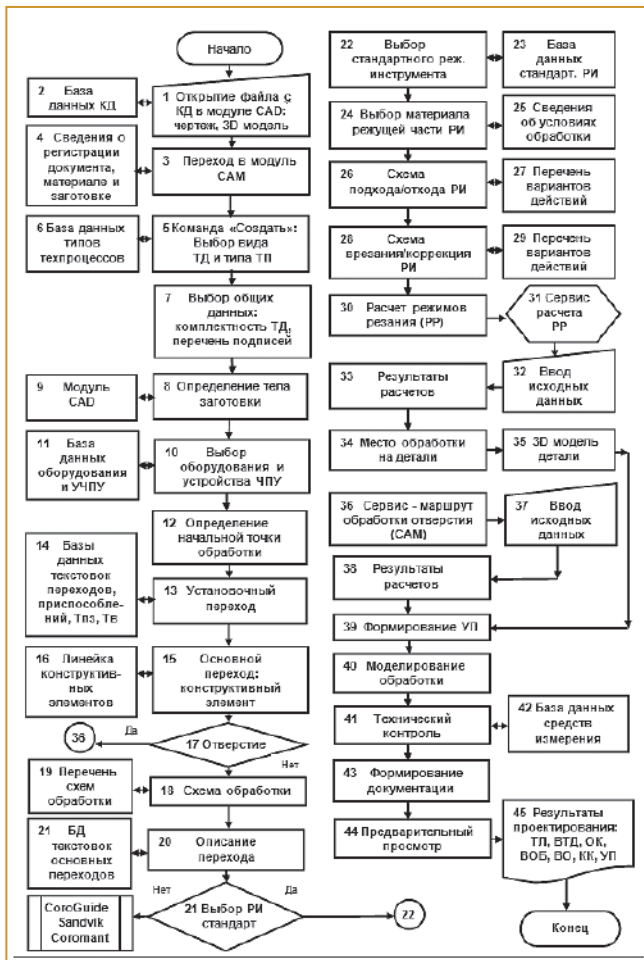 Начало
2 База
данных КД
1 Открытие файла с
КД в модуле CAD:
чертеж, 3D модель
4 Сведения о
регистрации
документа,
материале и
заготовке
3 Переход в модуль
САМ
6 База данных
типов
техпроцессов
5 Команда «Создать»:
Выбор вида
ТД и типа ТП
7 Выбор общих
данных:
комплектность ТД,
перечень подписей
9 Модуль
CAD
8 Определение тела
заготовки
11 База
данных
оборудования
и УЧПУ
10 Выбор
оборудования и
устройства ЧПУ
12 Определение
начальной точки
обработки
14 Базы
данных
текстовок
переходов,
приспособле-
ний, Тпз, Тв
13 Установочный
переход
16 Линейка
конструктив-
ных
элементов
15 Основной
переход:
конструктивный
элемент
36
Да
17 Отверстие
Нет
19 Перечень
схем
обработки
18 Схема обработки
21 БД
текстовок
основных
переходов
20 Описание
перехода
Нет
Да
21 Выбор РИ
стандарт
CoroGuide
Sandvik
Coromant
22
22 Выбор
стандартного реж.
инструмента
23 База
данных
стандарт. РИ
24 Выбор материала
режущей части РИ
25 Сведения
об условиях
обработки
26 Схема
подхода/отхода РИ
27 Перечень
вариантов
действий
28 Схема
врезания/коррекция
РИ
29 Перечень
вариантов
действий
30 Расчет режимов
резания (РР)
31 Сервис
расчета
РР
33 Результаты
расчетов
32 Ввод
исходных
данных
34 Место обработки
на детали
35 3D модель
детали
36 Сервис - маршрут
обработки отверстия
(САМ)
37 Ввод
исходных
данных
38 Результаты
расчетов
39 Формирование УП
40 Моделирование
обработки
41 Технический
контроль
42 База данных
средств
измерения
43 Формирование
документации
44 Предварительный
просмотр
45 Результаты
проектирования:
ТЛ, ВТД, ОК,
ВОБ, ВО, КК, УП
Конец